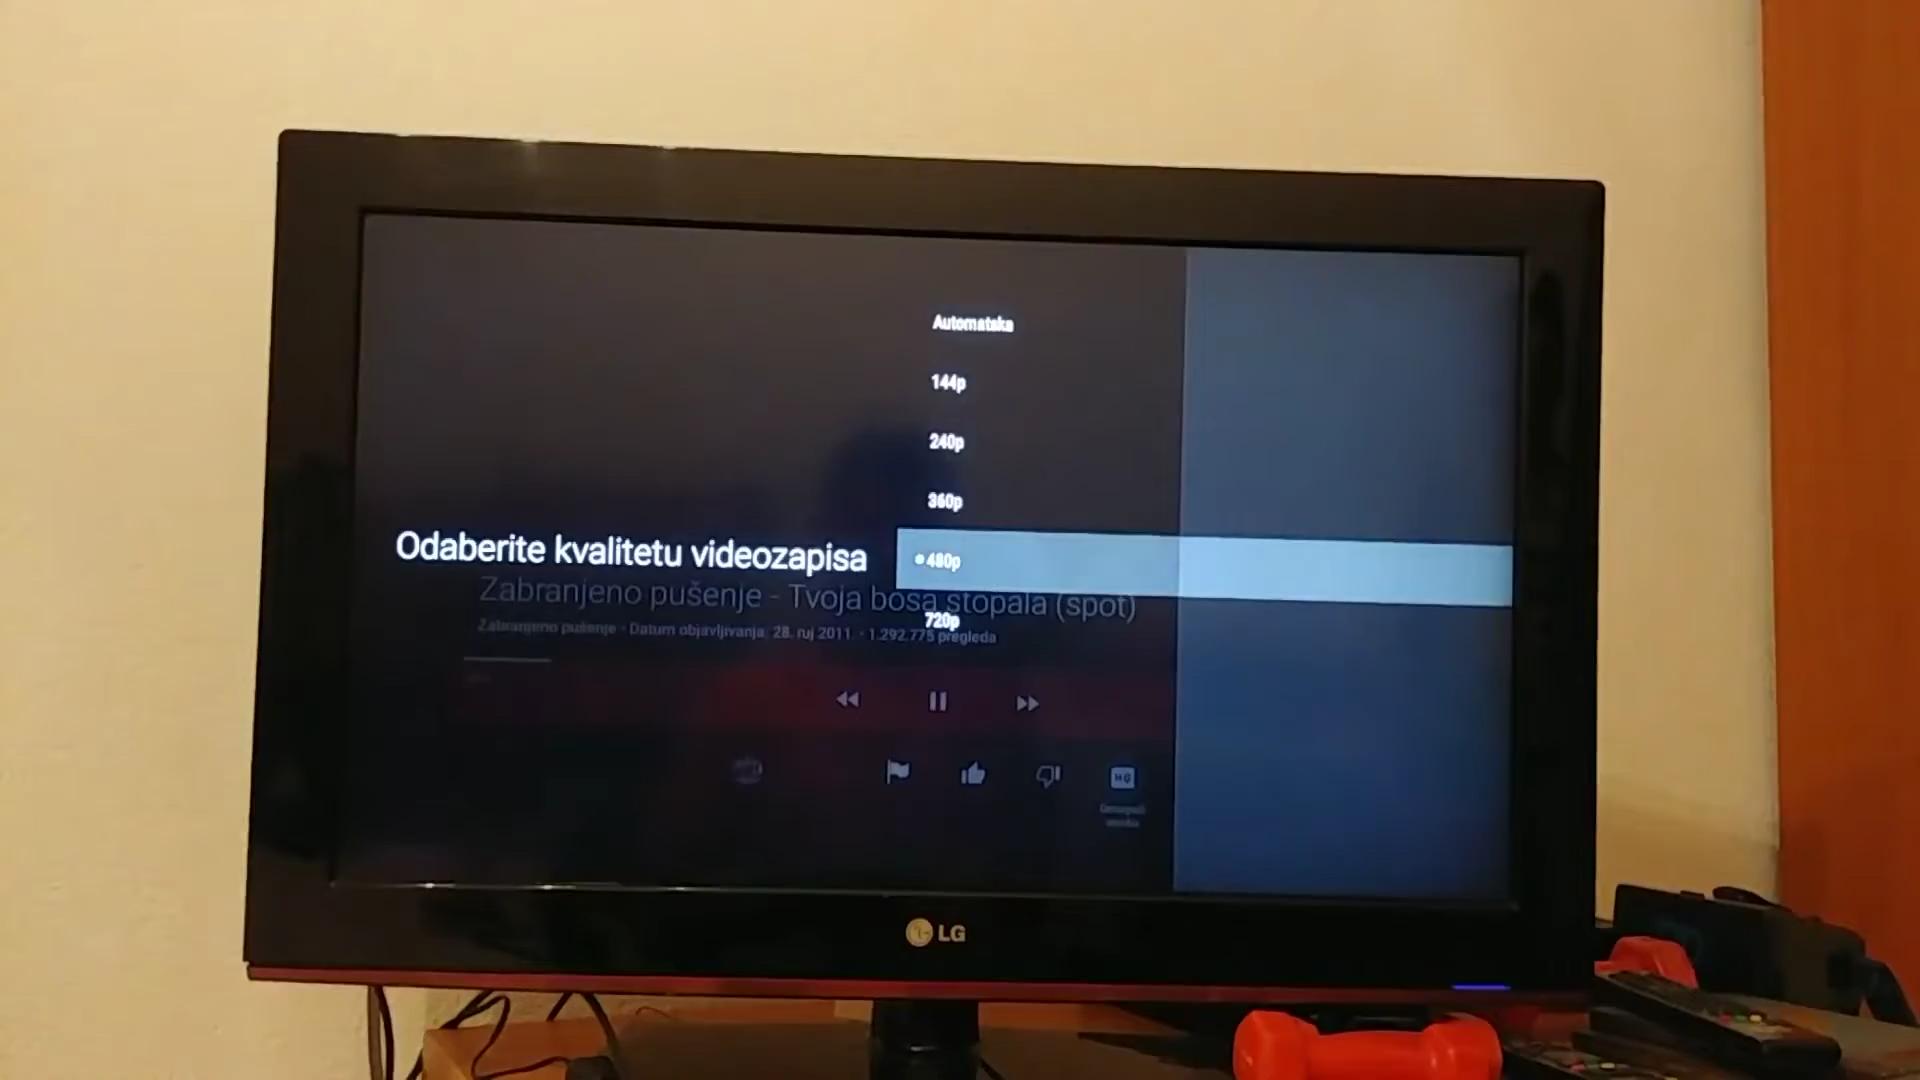 Automatska
144p
240p
360p
Odaberite kvalitetu videozapisa
480p
Zabranjeno pušenje - Tvoja bosa stopala (spot)
720p
Zabranjeno pušenje · Datum objavljivanja: 28. ruj 2011. · 1.292.775 pregleda
HQ
LG